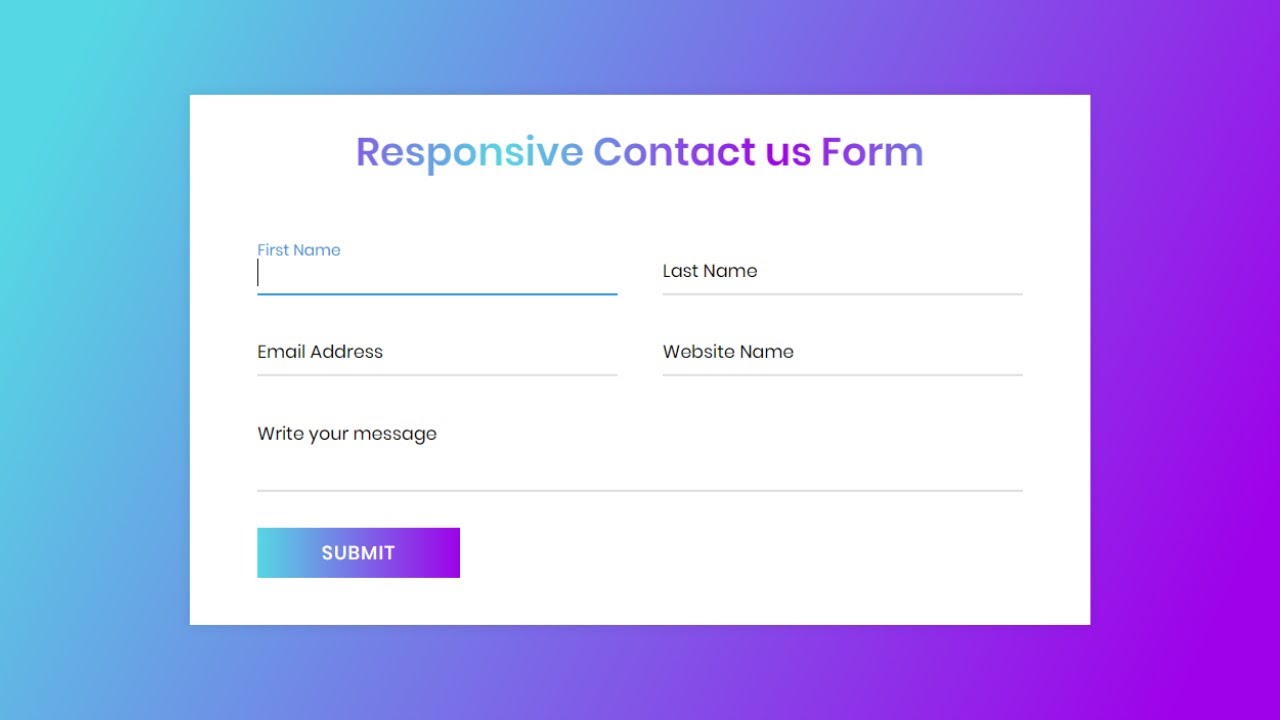 Responsive Contact us Form
First Name
Last Name
Email Address
Website Name
Write your message
SUBMIT